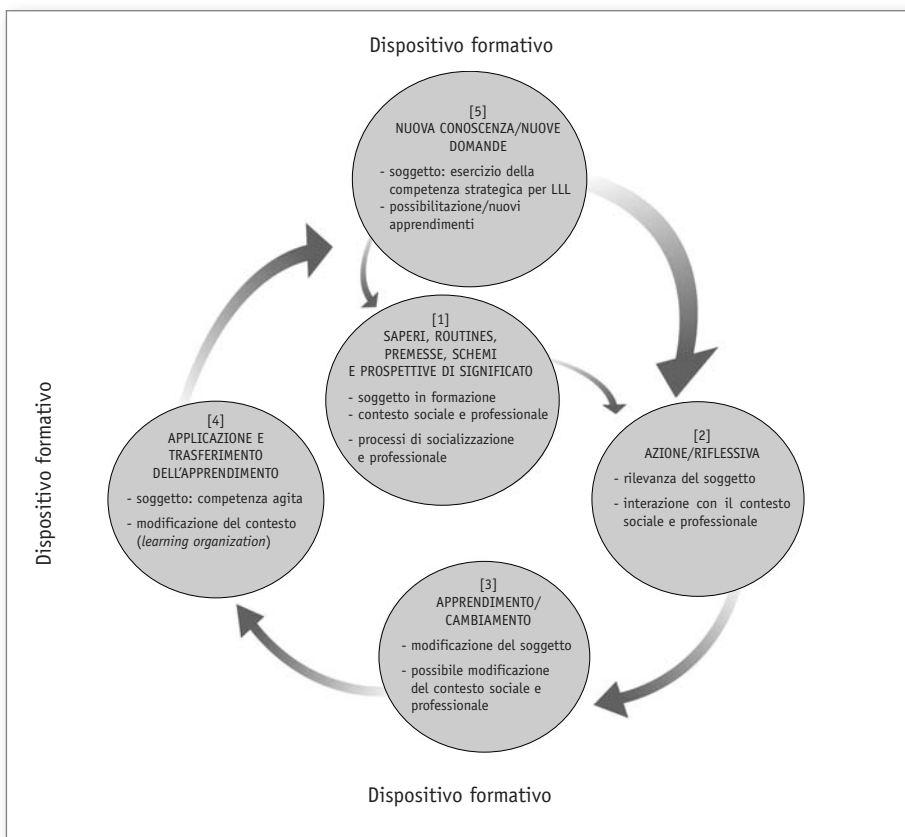 Dispositivo formativo
[5]
NUOVA CONOSCENZA/NUOVE
DOMANDE
- soggetto: esercizio della
competenza strategica per LLL
- possibilitazione/nuovi
apprendimenti
[1]
SAPERI, ROUTINES,
PREMESSE, SCHEMI
E PROSPETTIVE DI SIGNIFICATO
- soggetto in formazione
- contesto sociale e professionale
- processi di socializzazione
e professionale
[2]
AZIONE/RIFLESSIVA
- rilevanza del soggetto
- interazione con il contesto
sociale e professionale
[3]
APPRENDIMENTO/
CAMBIAMENTO
- modificazione del soggetto
- possibile modificazione
del contesto sociale e
professionale
[4]
APPLICAZIONE E
TRASFERIMENTO
DELL'APPRENDIMENTO
- soggetto: competenza agita
- modificazione del contesto
(learning organization)
Dispositivo formativo
Dispositivo formativo